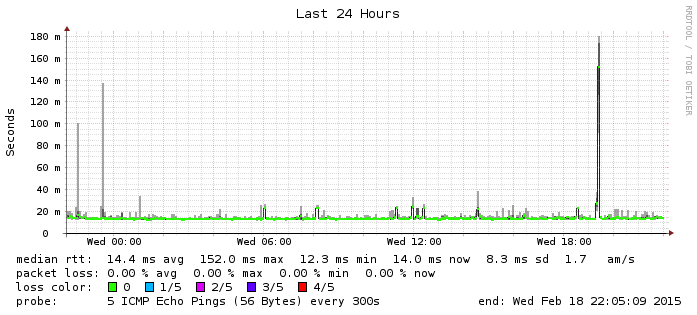 Last 24 Hours
RRDTOOL / TOBI OETIKER
Seconds
180 m
160 m
140 m
120 m
100 m
80 m
60 m
40 m
20 m
0
Wed 00:00 Wed 06:00 Wed 12:00 Wed 18:00
median rtt: 14.4 ms avg 152.0 ms max 12.3 ms min 14.0 ms now 8.3 ms sd 1.7 am/s
packet loss: 0.00 % avg 0.00 % max 0.00 % min 0.00 % now
loss color: 0 1/5 2/5 3/5 4/5
probe: 5 ICMP Echo Pings (56 Bytes) every 300s end: Wed Feb 18 22:05:09 2015